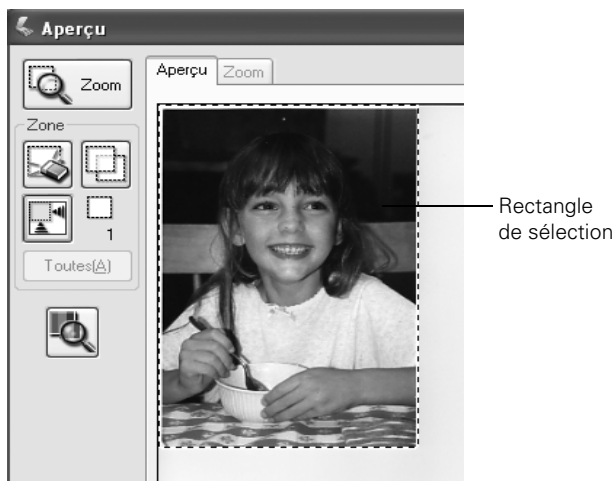 Aperçu
Zoom
Aperçu Zoom
Zone
1
Toutes(A)
Rectangle
de sélection